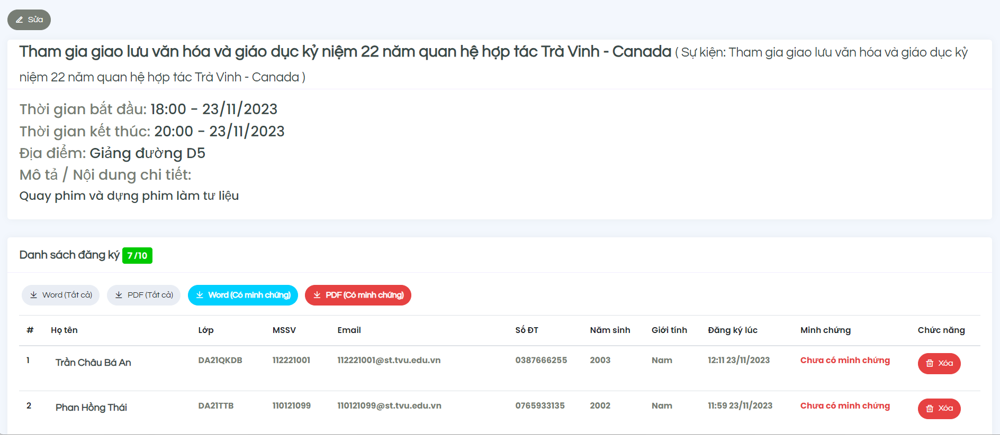 Sửa
Tham gia giao lưu văn hóa và giáo dục kỷ niệm 22 năm quan hệ hợp tác Trà Vinh - Canada ( Sự kiện: Tham gia giao lưu văn hóa và giáo dục kỷ
niệm 22 năm quan hệ hợp tác Trà Vinh - Canada )
Thời gian bắt đầu: 18:00 - 23/11/2023
Thời gian kết thúc: 20:00 - 23/11/2023
Địa điểm: Giảng đường D5
Mô tả / Nội dung chi tiết:
Quay phim và dựng phim làm tư liệu
Danh sách đăng ký 7 /10
Word (Tất cả) PDF (Tất cả) Word (Có minh chứng) PDF (Có minh chứng)
# Họ tên Lớp MSSV Email Số ĐT Năm sinh Giới tính Đăng ký lúc Minh chứng Chức năng
1 Trần Châu Bá An DA21QKDB 112221001 112221001@st.tvu.edu.vn 0387666255 2003 Nam 12:11 23/11/2023 Chưa có minh chứng Xóa
2 Phan Hồng Thái DA21TTB 110121099 110121099@st.tvu.edu.vn 0765933135 2002 Nam 11:59 23/11/2023 Chưa có minh chứng Xóa